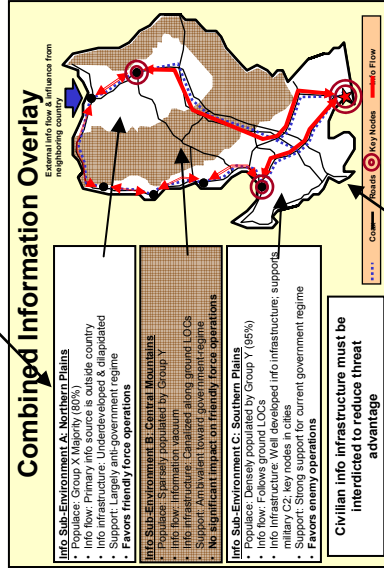 Combined Information Overlay
External info flow & influence from
neighboring country
Info Sub-Environment A: Northern Plains
• Populace: Group X Majority (80%)
• Info flow: Primary info source is outside country
• Info infrastructure: Underdeveloped & dilapidated
• Support: Largely anti-government regime
• Favors friendly force operations
Info Sub-Environment B: Central Mountains
• Populace: Sparsely populated by Group Y
• Info flow: Information vacuum
• Info infrastructure: Canalized along ground LOCs
• Support: Ambivalent toward government-regime
• No significant impact on friendly force operations
Info Sub-Environment C: Southern Plains
• Populace: Densely populated by Group Y (95%)
• Info flow: Follows ground LOCs
• Info Infrastructure: Well developed info infrastructure; supports
military C2; key nodes in cities
• Support: Strong support for current government regime
• Favors enemy operations
Civilian info infrastructure must be
interdicted to reduce threat
advantage
Roads Key Nodes Info Flow